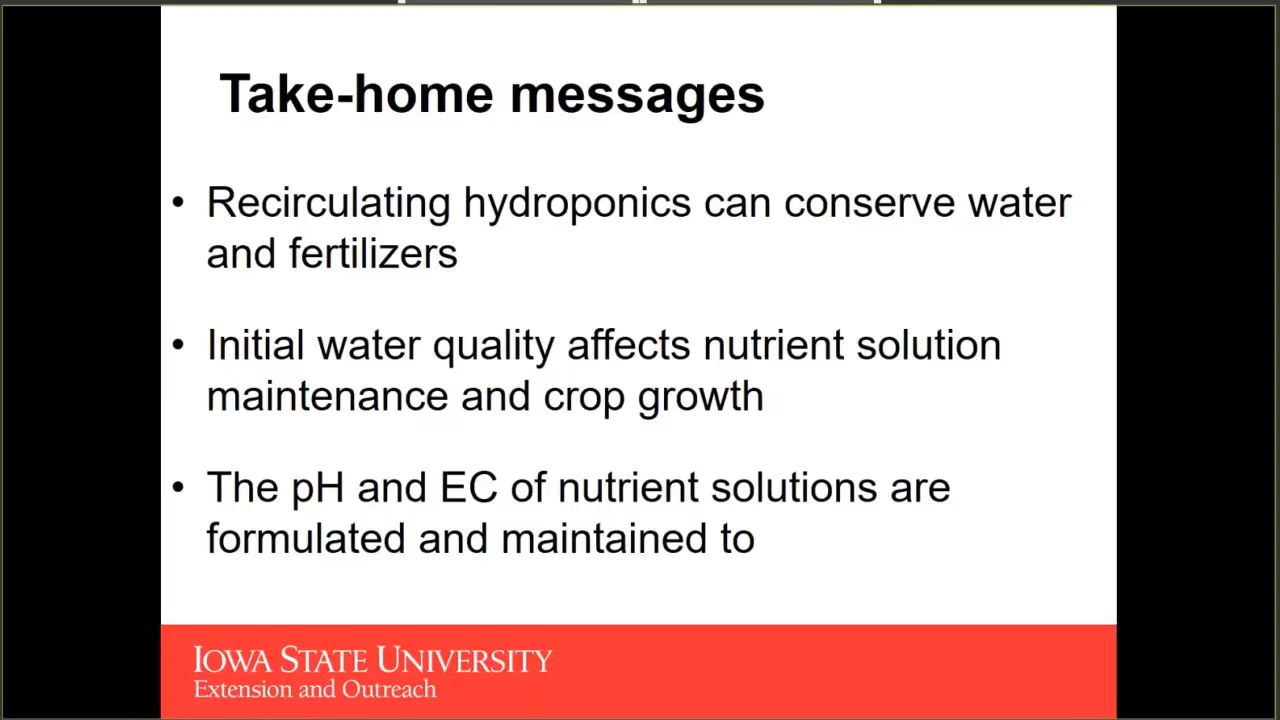 Take-home messages
• Recirculating hydroponics can conserve water
and fertilizers
• Initial water quality affects nutrient solution
maintenance and crop growth
• The pH and EC of nutrient solutions are
formulated and maintained to
IOWA STATE UNIVERSITY
Extension and Outreach